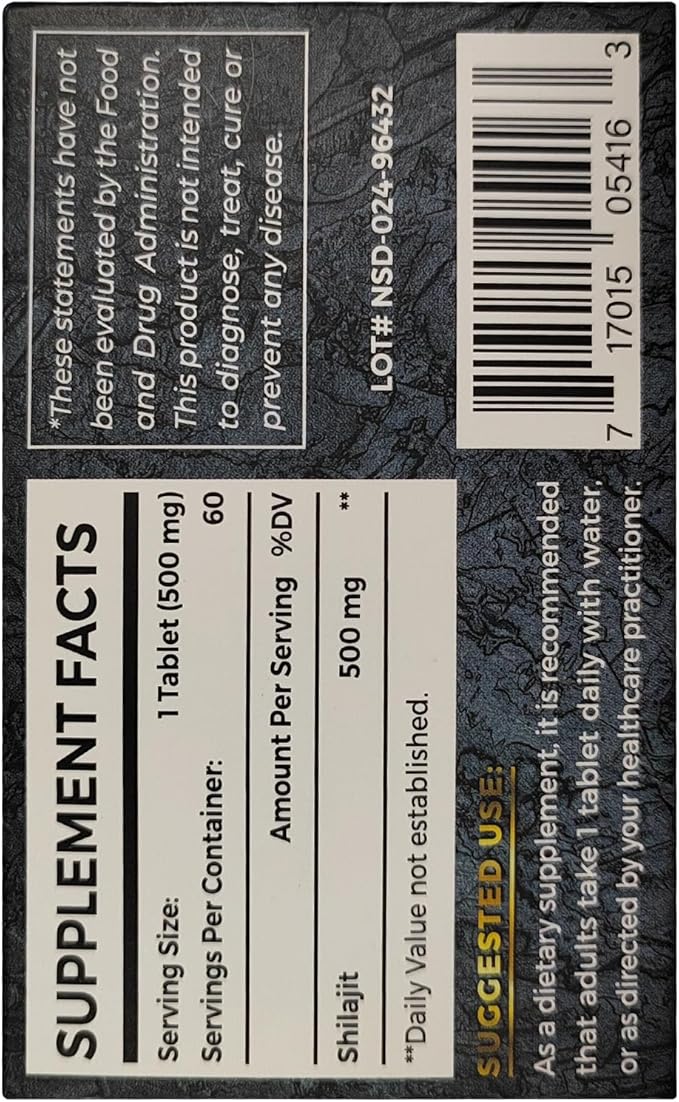 SUPPLEMENT FACTS
Serving Size: 1 Tablet (500 mg)
Servings Per Container: 60
Amount Per Serving %DV
Shilajit 500 mg **
**Daily Value not established.
SUGGESTED USE:
As a dietary supplement, it is recommended
that adults take 1 tablet daily with water,
or as directed by your healthcare practitioner.
*These statements have not
been evaluated by the Food
and Drug Administration.
This product is not intended
to diagnose, treat, cure or
prevent any disease.
LOT# NSD-024-96432
7 17015 05416 3